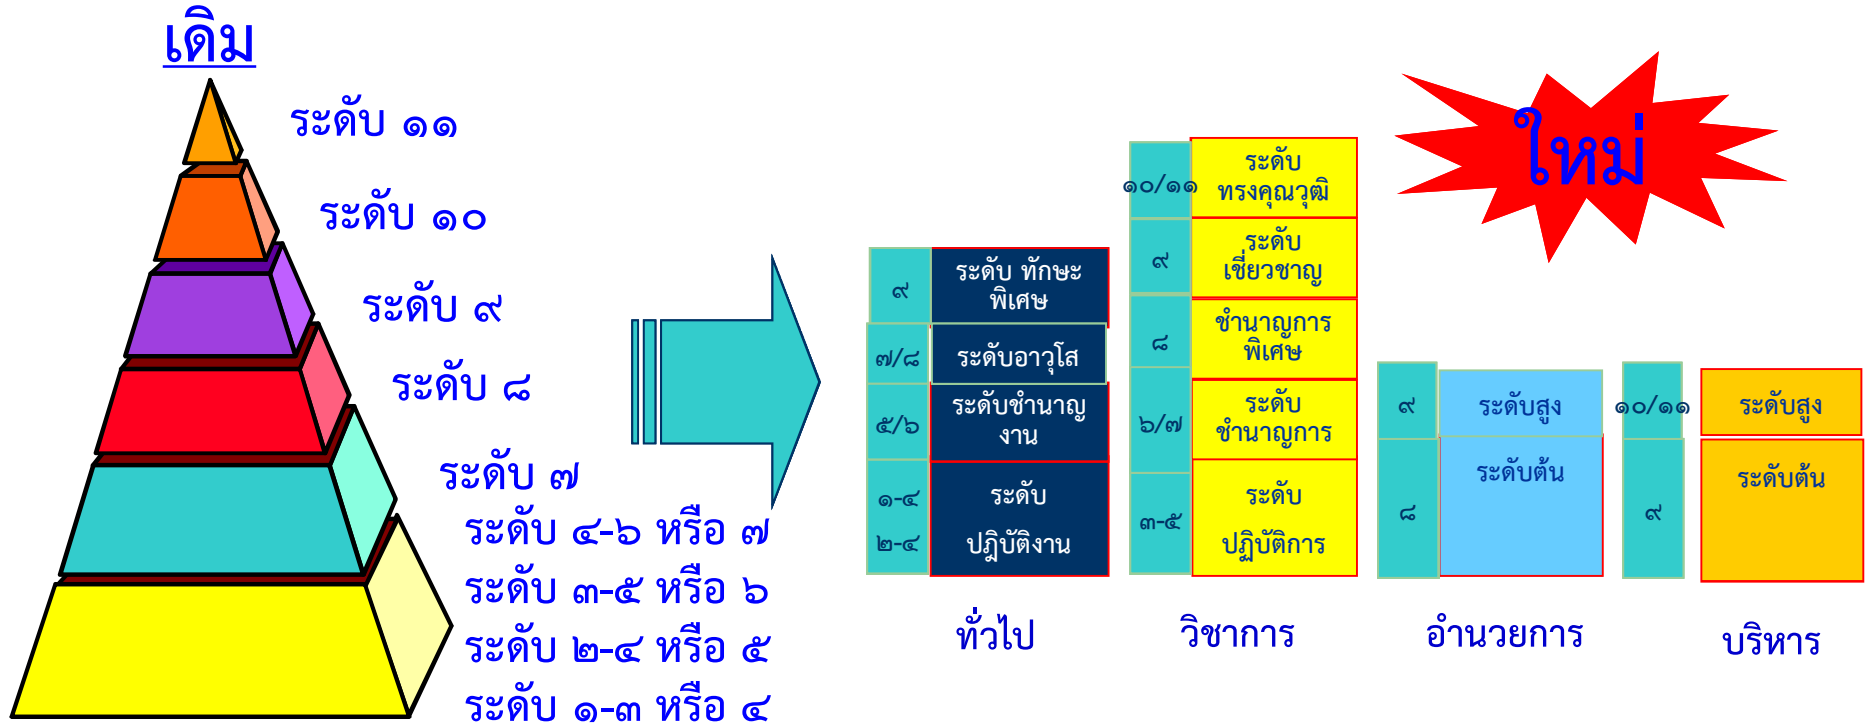 เดิม
ระดับ ๑๑
ระดับ ๑๐
ระดับ ๙
ระดับ ๘
ระดับ ๗
ระดับ ๔-๖ หรือ ๗
ระดับ ๓-๕ หรือ ๖
ระดับ ๒-๔ หรือ ๕
ระดับ ๑-๓ หรือ ๔
ใหม่
๙
ระดับ ทักษะ
พิเศษ
๗/๘
ระดับอาวุโส
๕/๖
ระดับชำนาญ
งาน
๑-๔
๒-๔
ระดับ
ปฎิบัติงาน
ทั่วไป
๑๐/๑๑
ระดับ
ทรงคุณวุฒิ
๙
ระดับ
เชี่ยวชาญ
๘
ชำนาญการ
พิเศษ
๖/๗
ระดับ
ชำนาญการ
๓-๕
ระดับ
ปฏิบัติการ
วิชาการ
๙
ระดับสูง
๘
ระดับต้น
อำนวยการ
๑๐/๑๑
ระดับสูง
๙
ระดับต้น
บริหาร